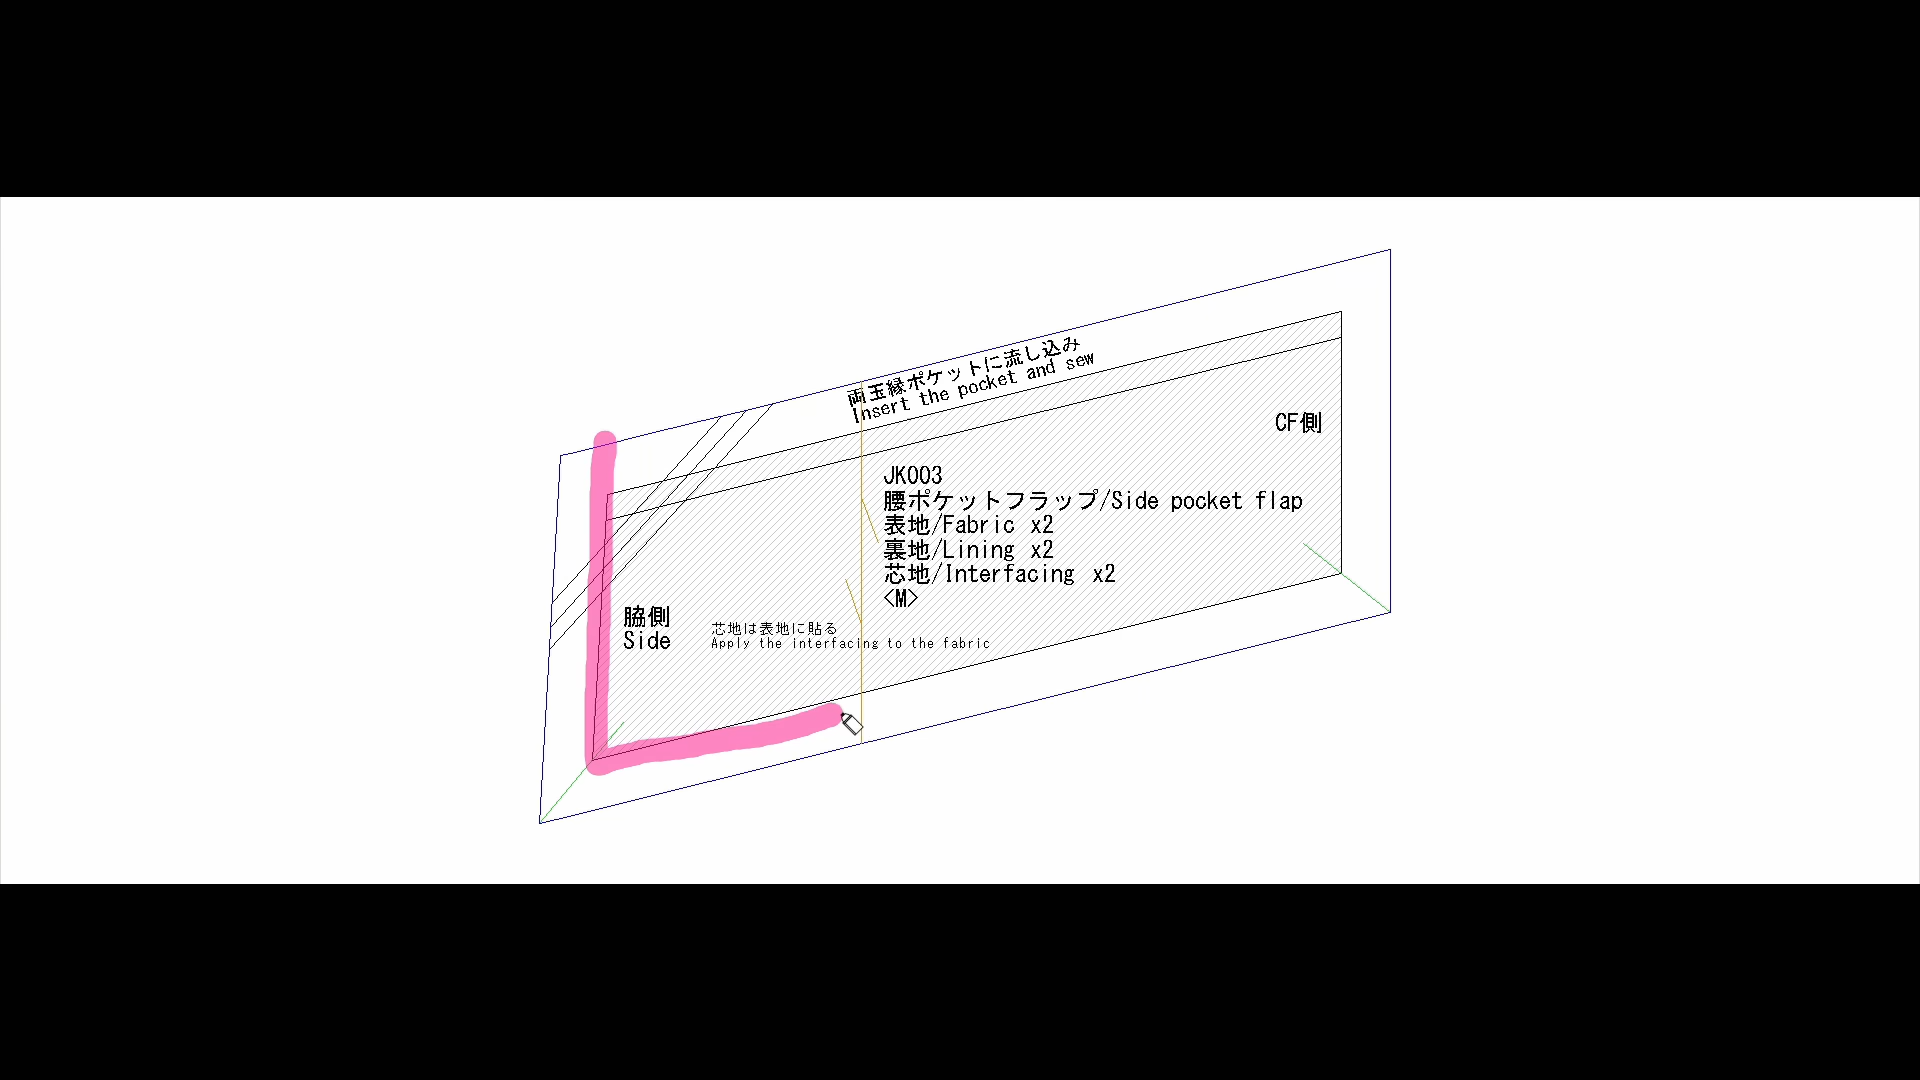 両玉縁ポケットに流し込み
Insert the pocket and sew
CF側
JK003
腰ポケットフラップ/Side pocket flap
表地/Fabric x2
裏地/Lining x2
芯地/Interfacing x2
<M>
脇側
Side
芯地は表地に貼る
Apply the interfacing to the fabric